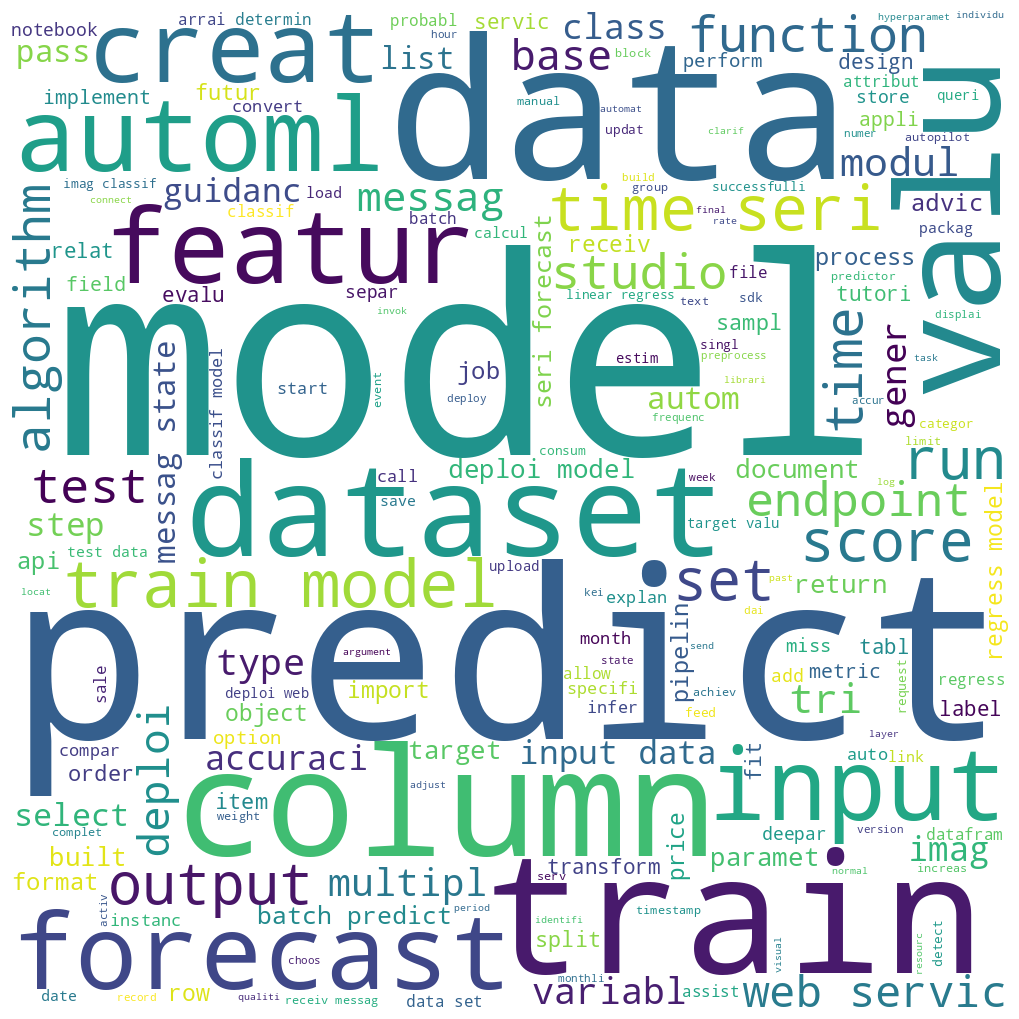 notebook
arrai
determin
probabl
hour
servic
class
function
hyperparamet
individu
pass
creat
list
base
block
perform
design
valu
implement
futur
convert
data
manual
automat
updat
clarif
attribut
store
queri
appli
numer
autopilot
automl
modul
algorithm
imag classif
connect
guidanc
classif
load
messag
batch
calcul
time seri
build
group
successfulli
final
rate
advic
packag
relat
field
featur
evalu
separ
invok
seri forecast
receiv
studio
linear regress
text
file
sdk
sampl
process
predictor
tutori
displai
model
messag state
classif model
start
event
job
deploy
estim
singl
preprocess
librari
autom
frequenc
time
accur
gener
task
categor
limit
test
step
dataset
call
save
deploi model
consum
week
target valu
document
endpoint
log
run
score
regress model
api
test data
locat
train model
upload
kei
explan
set
past
dai
return
predict
argument
type
deploi web
sale
object
option
import
month
state
allow
specifi
infer
pipelin
achiev
send
feed
add
miss
metric
tri
tabl
request
regress
label
layer
compar
order
deploi
accuraci
target
adjust
input data
fit
auto
link
column
input
item
weight
select
complet
built
format
price
deepar
version
datafram
paramet
imag
increas
normal
output
activ
instanc
multipl
batch predict
period
transform
serv
train
forecast
choos
identifi
split
timestamp
visual
resourc
detect
date
record
row
qualiti
receiv messag
data set
monthli
variabl
assist
web servic